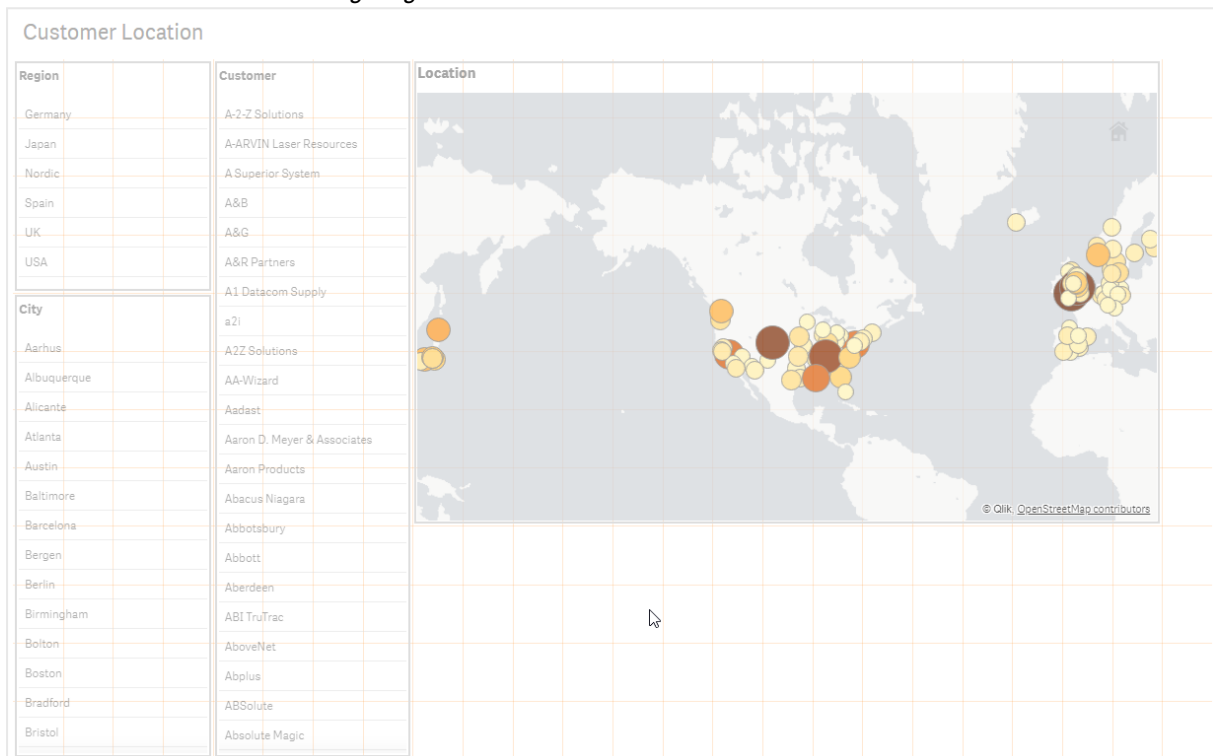 Customer Location
Region
Germany
Japan
Nordic
Spain
UK
USA
City
Aarhus
Albuquerque
Alicante
Atlanta
Austin
Baltimore
Barcelona
Bergen
Berlin
Birmingham
Bolton
Boston
Bradford
Bristol
Customer
A-2-Z Solutions
A-ARVIN Laser Resources
A Superior System
A&B
A&G
A&R Partners
A1 Datacom Supply
a2i
A2Z Solutions
AA-Wizard
Aadast
Aaron D. Meyer & Associates
Aaron Products
Abacus Niagara
Abbotsbury
Abbott
Aberdeen
ABI TruTrac
AboveNet
Abplus
ABSolute
Absolute Magic
Location
© Qlik, OpenStreetMap contributors